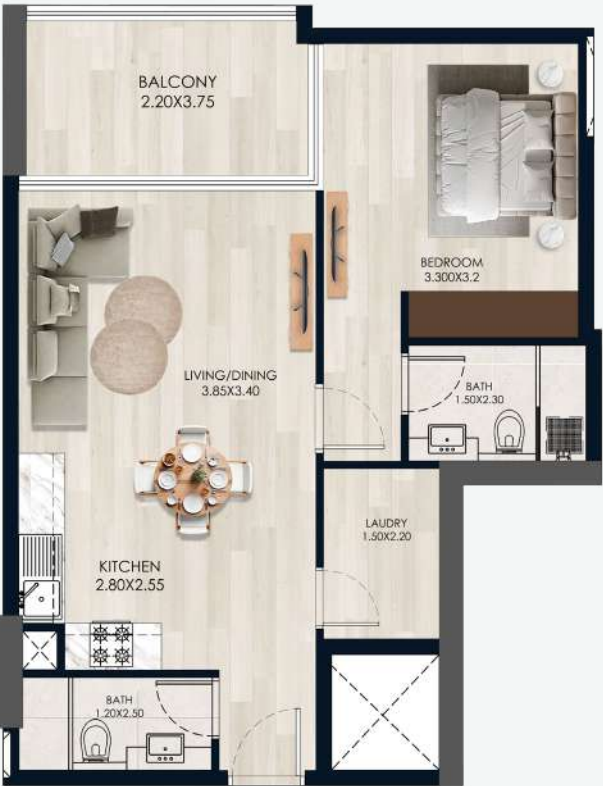 BALCONY
2.20X3.75
BEDROOM
3.300X3.2
LIVING/DINING
3.85X3.40
BATH
1.50X2.30
LAUDRY
1.50X2.20
KITCHEN
2.80X2.55
BATH
1.20X2.50